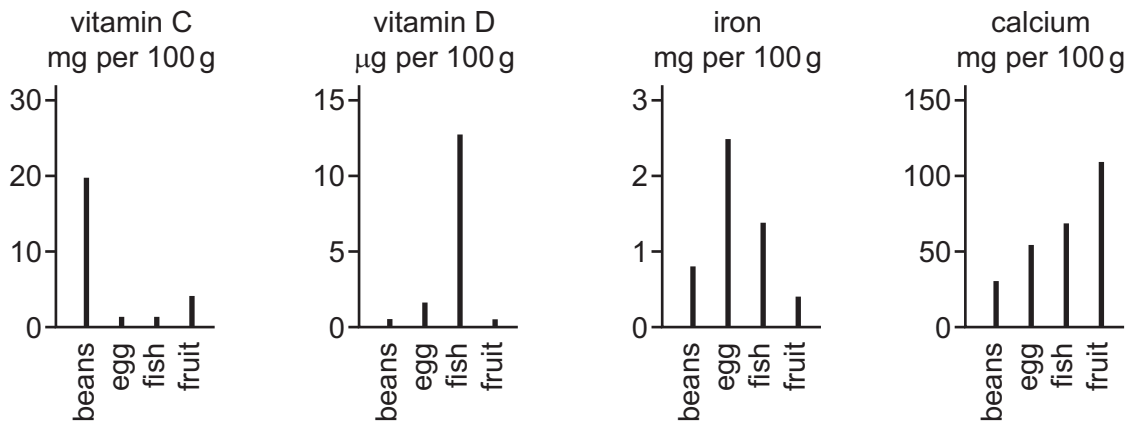 vitamin C
mg per 100 g
30
20
10
0
beans
egg
fish
fruit
vitamin D
μg per 100 g
15
10
5
0
beans
egg
fish
fruit
iron
mg per 100 g
3
2
1
0
beans
egg
fish
fruit
calcium
mg per 100 g
150
100
50
0
beans
egg
fish
fruit